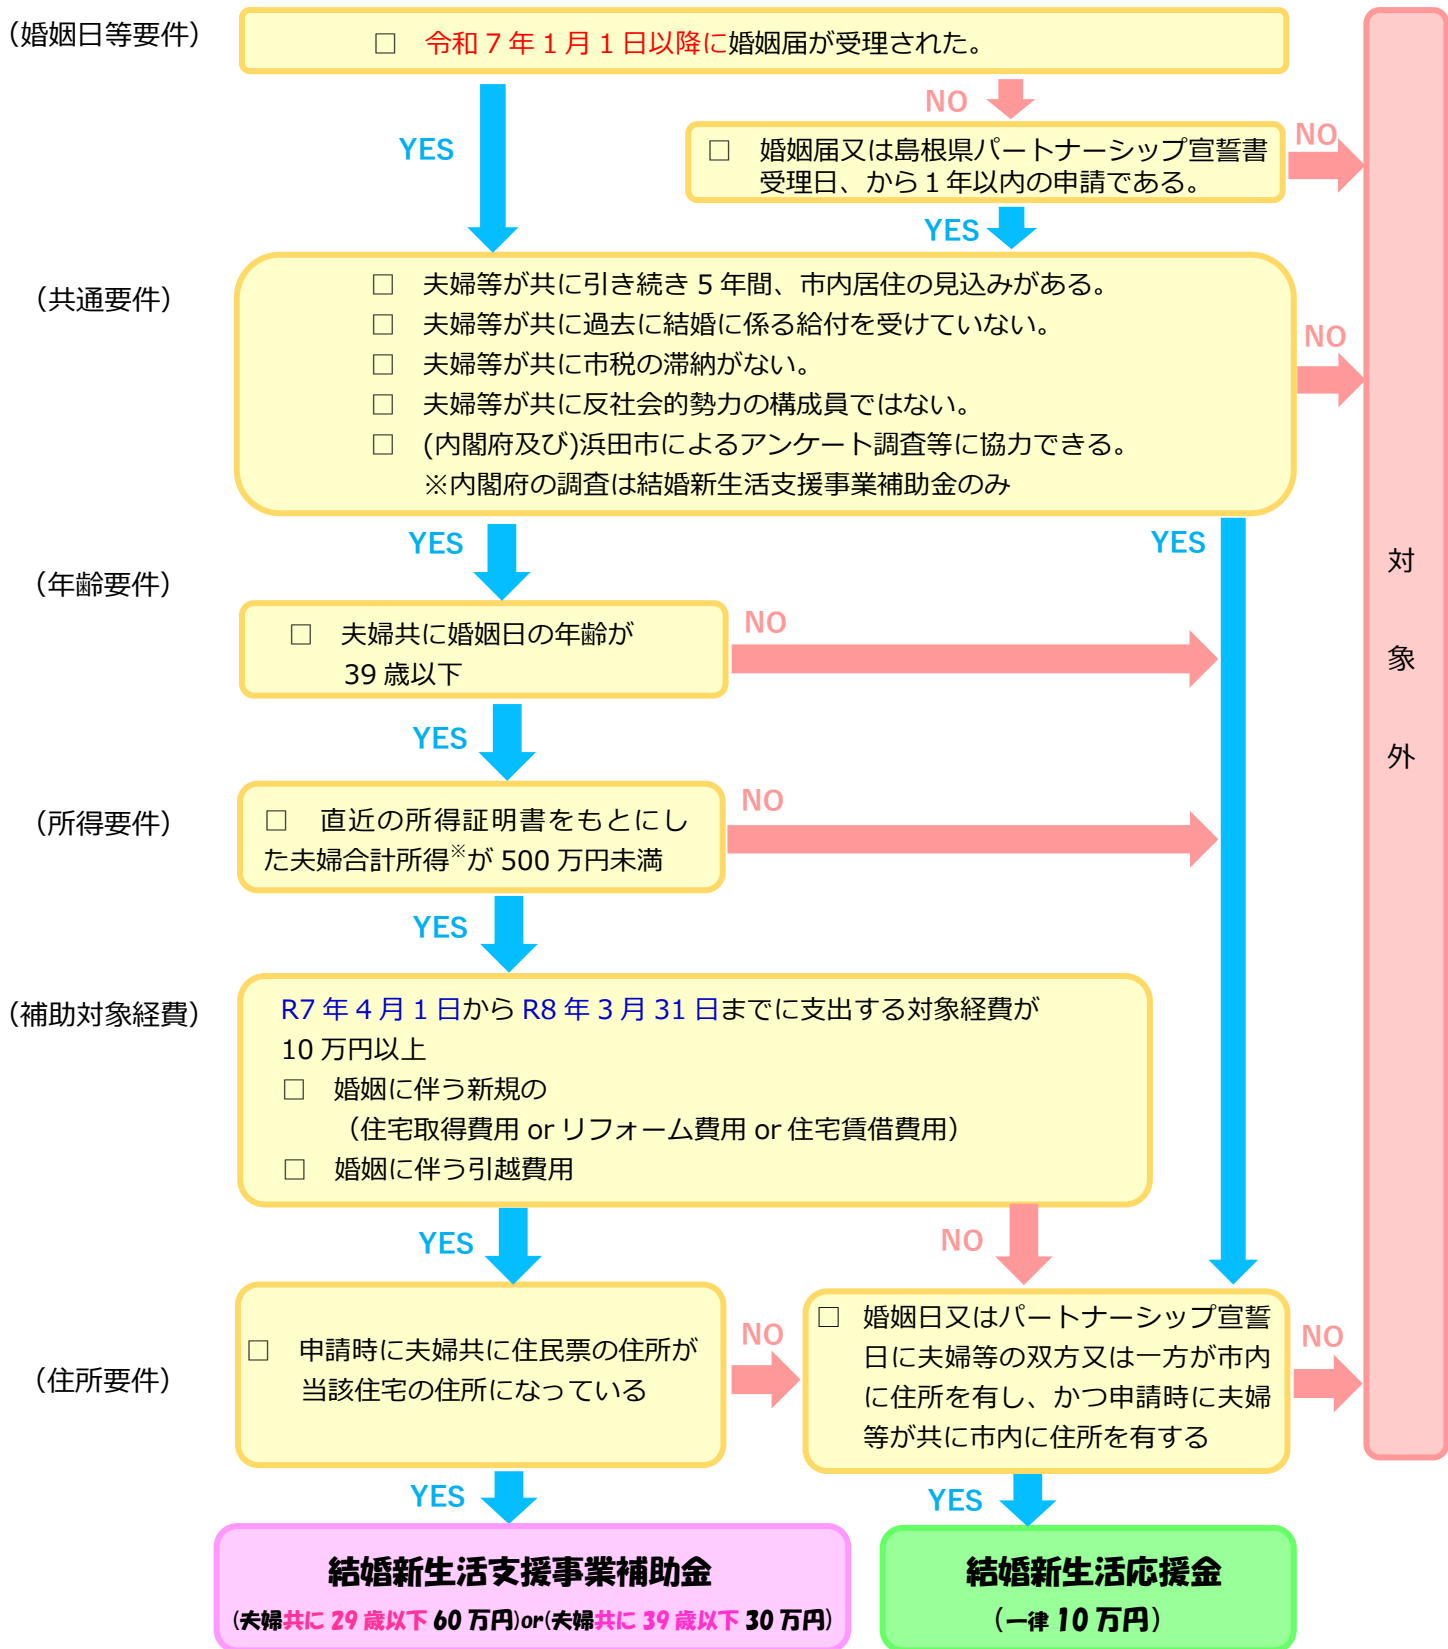 （婚姻日等要件）
□　令和７年１月１日以降に婚姻届が受理された。
NO
YES
□　婚姻届又は島根県パートナーシップ宣誓書
受理日、から１年以内の申請である。
NO
YES
（共通要件）
□　夫婦等が共に引き続き 5 年間、市内居住の見込みがある。
□　夫婦等が共に過去に結婚に係る給付を受けていない。
□　夫婦等が共に市税の滞納がない。
□　夫婦等が共に反社会的勢力の構成員ではない。
□　(内閣府及び)浜田市によるアンケート調査等に協力できる。
※内閣府の調査は結婚新生活支援事業補助金のみ
NO
YES
YES
対象外
（年齢要件）
□　夫婦共に婚姻日の年齢が
39 歳以下
NO
YES
（所得要件）
□　直近の所得証明書をもとにし
た夫婦合計所得※が 500 万円未満
NO
YES
（補助対象経費）
R7 年 4 月 1 日から R8 年 3 月 31 日までに支出する対象経費が
10 万円以上
□　婚姻に伴う新規の
（住宅取得費用 or リフォーム費用 or 住宅賃借費用）
□　婚姻に伴う引越費用
YES
NO
（住所要件）
□　申請時に夫婦共に住民票の住所が
当該住宅の住所になっている
NO
□　婚姻日又はパートナーシップ宣誓
日に夫婦等の双方又は一方が市内
に住所を有し、かつ申請時に夫婦
等が共に市内に住所を有する
NO
YES
YES
結婚新生活支援事業補助金
(夫婦共に 29 歳以下 60 万円)or(夫婦共に 39 歳以下 30 万円)
結婚新生活応援金
（一律 10 万円）